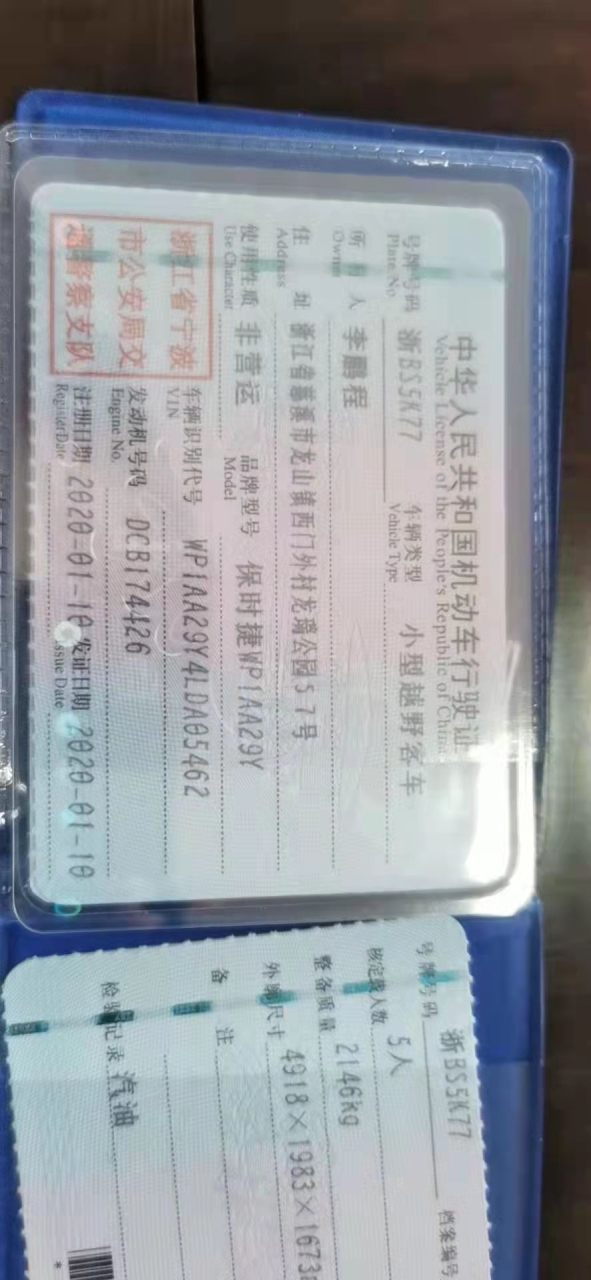 中华人民共和国机动车行驶证
Vehicle License of the People's Republic of China
号牌号码 浙BS5K77 车辆类型 小型越野客车
Plate No. Vehicle Type
所有人 李鹏程
Owner
住址 浙江省慈溪市龙山镇西门外村龙璃公园57号
Address
使用性质 非营运 品牌型号 保时捷WP1AA29Y
Use Character Model
浙江省宁波
市公安局交
通警察支队
车辆识别代号 WP1AA29Y4LDA05462
VIN
发动机号码 DCB174426
Engine No.
注册日期 2020-01-10 发证日期 2020-01-10
Register Date Issue Date
号牌号码 浙BS5K77 档案编号
核定载人数 5人
整备质量 2146kg
外廓尺寸 4918×1983×1673
备注
检验记录 汽油
*